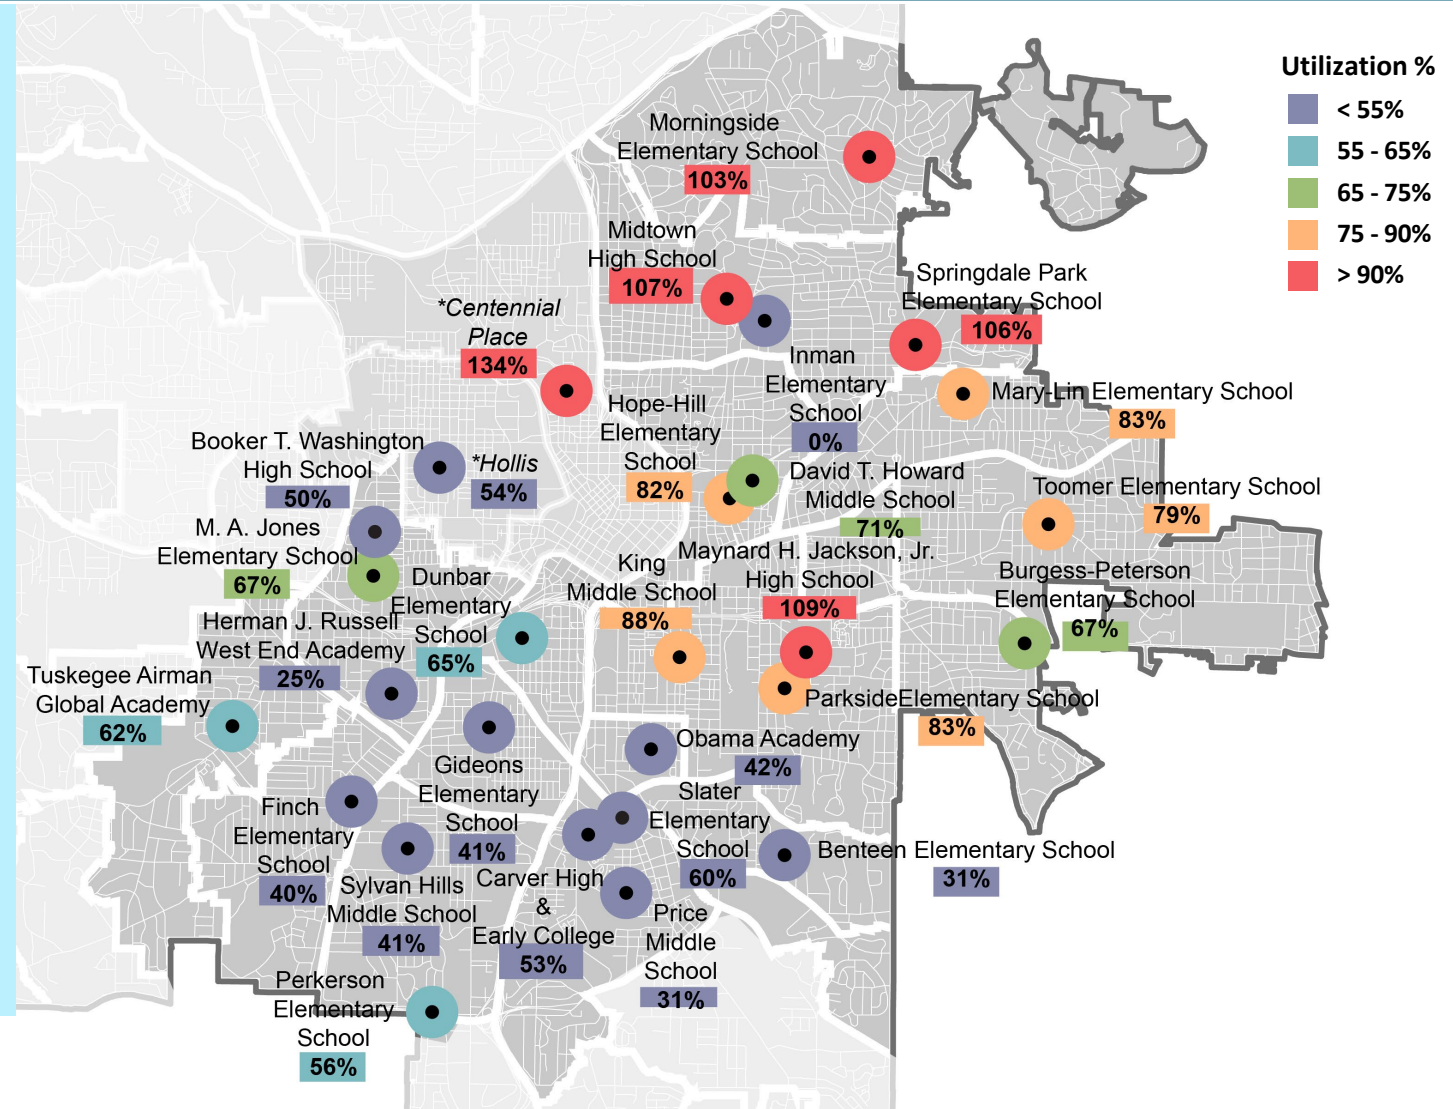 Utilization %
< 55%
55 - 65%
65 - 75%
75 - 90%
> 90%
Morningside
Elementary School
103%
Midtown
High School
107%
Springdale Park
Elementary School
106%
*Centennial
Place
134%
Inman
Elementary
School
0%
Mary-Lin Elementary School
83%
Hope-Hill
Elementary
School
82%
Booker T. Washington
High School
50%
*Hollis
54%
David T. Howard
Middle School
71%
Toomer Elementary School
79%
M. A. Jones
Elementary School
67%
Dunbar
Elementary
School
65%
King
Middle School
88%
Maynard H. Jackson, Jr.
High School
109%
Burgess-Peterson
Elementary School
67%
Herman J. Russell
West End Academy
25%
Tuskegee Airman
Global Academy
62%
ParksideElementary School
83%
Gideons
Elementary
School
41%
Obama Academy
42%
Finch
Elementary
School
40%
Slater
Elementary
School
60%
Benteen Elementary School
31%
Sylvan Hills
Middle School
41%
Carver High
&
Early College
53%
Price
Middle
School
31%
Perkerson
Elementary
School
56%